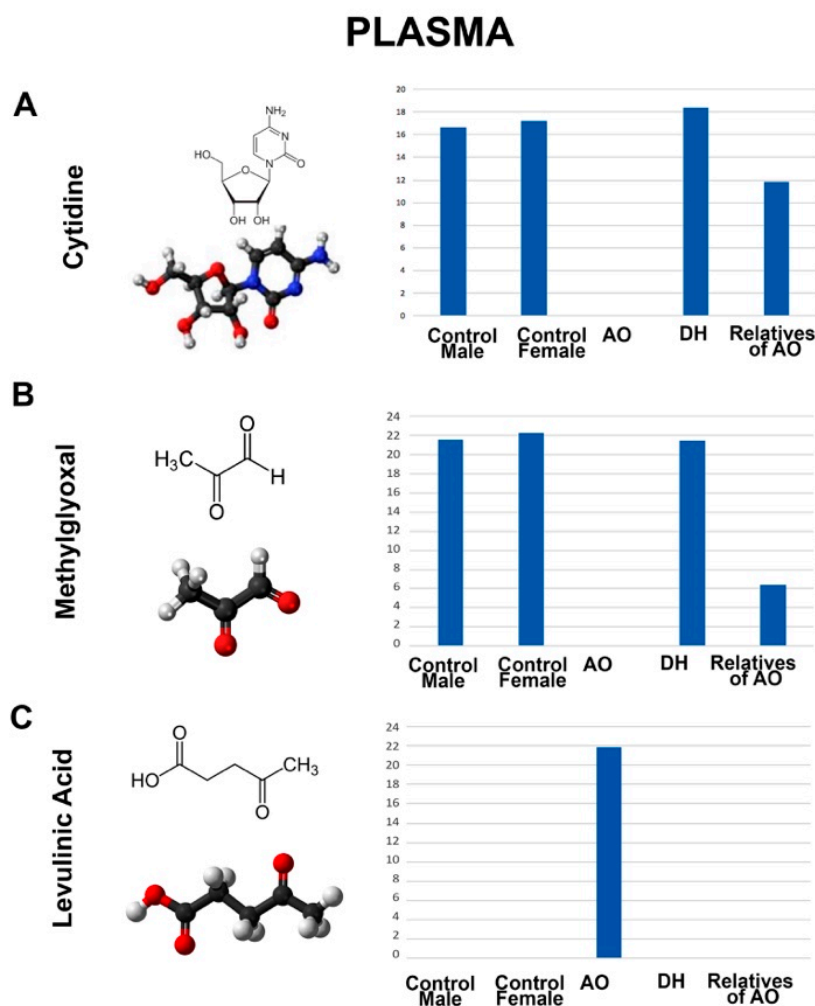 PLASMA
A
Cytidine
NH₂
N
HO
O
N
O
OH OH
20
18
16
14
12
10
8
6
4
2
0
Control Male
Control Female
AO
DH
Relatives of AO
B
Methylglyoxal
O
H₃C
H
O
24
22
20
18
16
14
12
10
8
6
4
2
0
Control Male
Control Female
AO
DH
Relatives of AO
C
Levulinic Acid
O
HO
CH₃
O
24
22
20
18
16
14
12
10
8
6
4
2
0
Control Male
Control Female
AO
DH
Relatives of AO